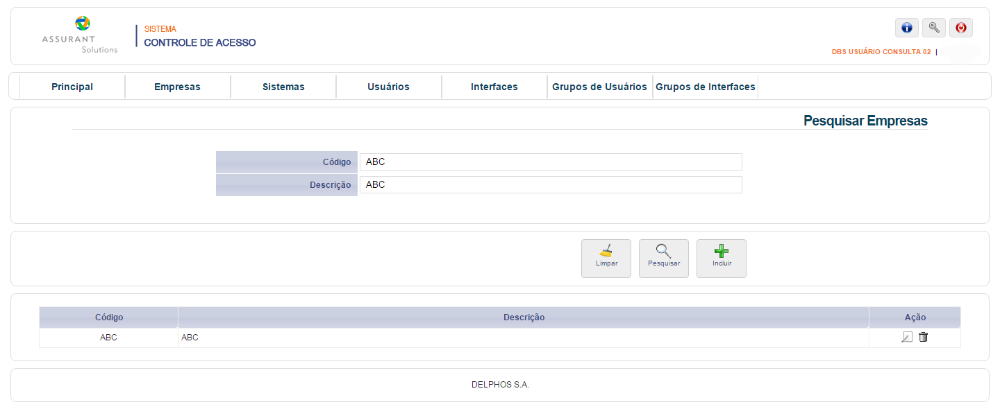 ASSURANT
Solutions
SISTEMA
CONTROLE DE ACESSO
DBS USUÁRIO CONSULTA 02 |
Principal Empresas Sistemas Usuários Interfaces Grupos de Usuários Grupos de Interfaces
Pesquisar Empresas
Código ABC
Descrição ABC
Limpar Pesquisar Incluir
Código Descrição Ação
ABC ABC
DELPHOS S.A.